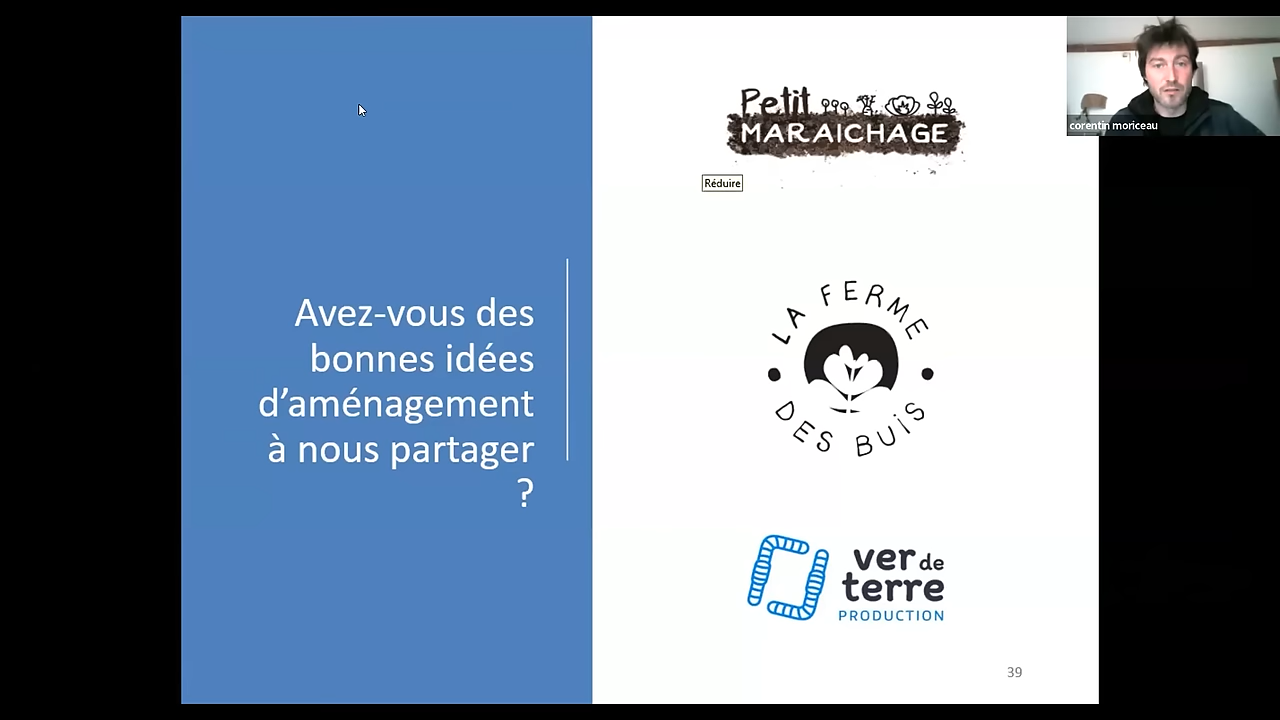 corentin moriceau
Petit
MARAICHAGE
Réduire
Avez-vous des
bonnes idées
d’aménagement
à nous partager
?
LA FERME
DES BUIS
ver de
terre
PRODUCTION
39